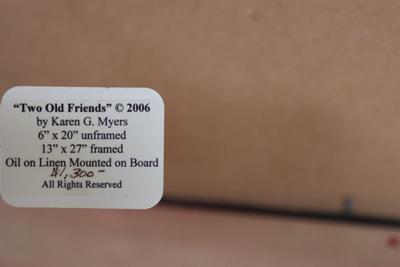 "Two Old Friends" © 2006
by Karen G. Myers
6" x 20" unframed
13" x 27" framed
Oil on Linen Mounted on Board
$1,300-
All Rights Reserved